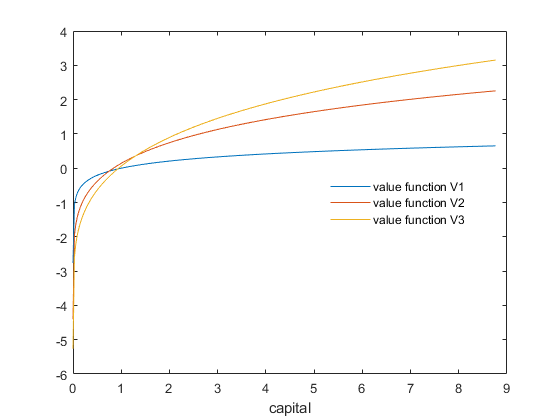 4
3
2
1
0
-1
-2
-3
-4
-5
-6
value function V1
value function V2
value function V3
0 1 2 3 4 5 6 7 8 9
capital